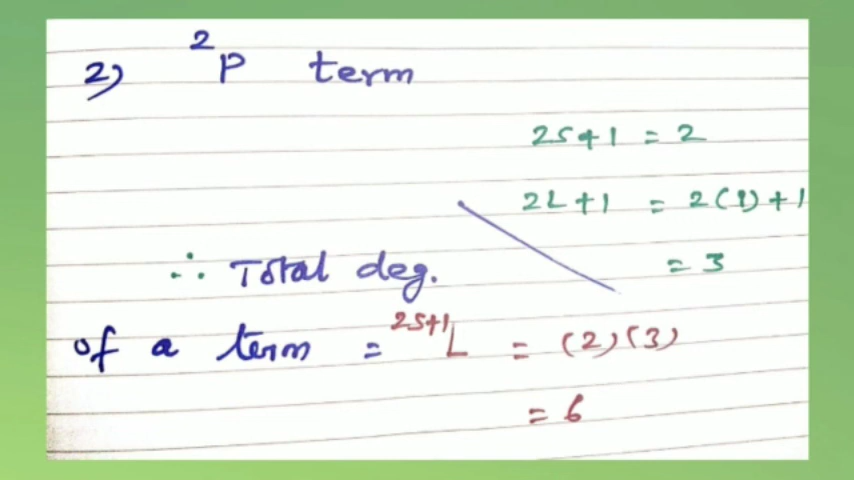 2) ²P term
2S+1 = 2
2L+1 = 2(1)+1
= 3
∴ Total deg.
of a term = ²ˢ⁺¹L = (2)(3)
= 6